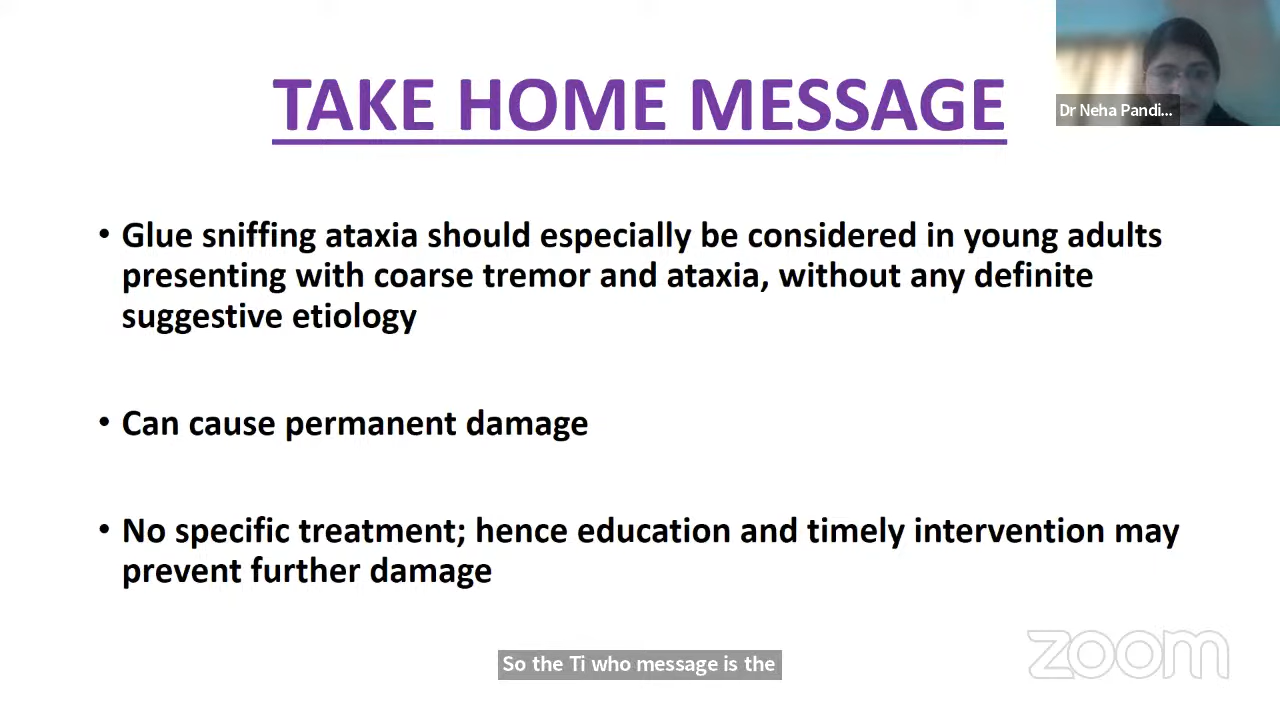 TAKE HOME MESSAGE
Dr Neha Pandi...
• Glue sniffing ataxia should especially be considered in young adults
presenting with coarse tremor and ataxia, without any definite
suggestive etiology
• Can cause permanent damage
• No specific treatment; hence education and timely intervention may
prevent further damage
So the Ti who message is the
zoom